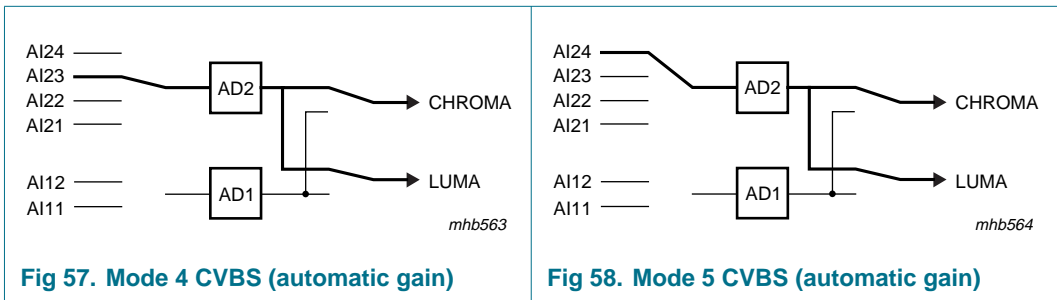 AI24
AI23
AI22
AI21
AI12
AI11
AD2
AD1
CHROMA
LUMA
mhb563
Fig 57. Mode 4 CVBS (automatic gain)
AI24
AI23
AI22
AI21
AI12
AI11
AD2
AD1
CHROMA
LUMA
mhb564
Fig 58. Mode 5 CVBS (automatic gain)